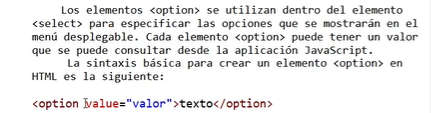 Los elementos <option> se utilizan dentro del elemento
<select> para especificar las opciones que se mostrarán en el
menú desplegable. Cada elemento <option> puede tener un valor
que se puede consultar desde la aplicación JavaScript.
La sintaxis básica para crear un elemento <option> en
HTML es la siguiente:
<option value="valor">texto</option>